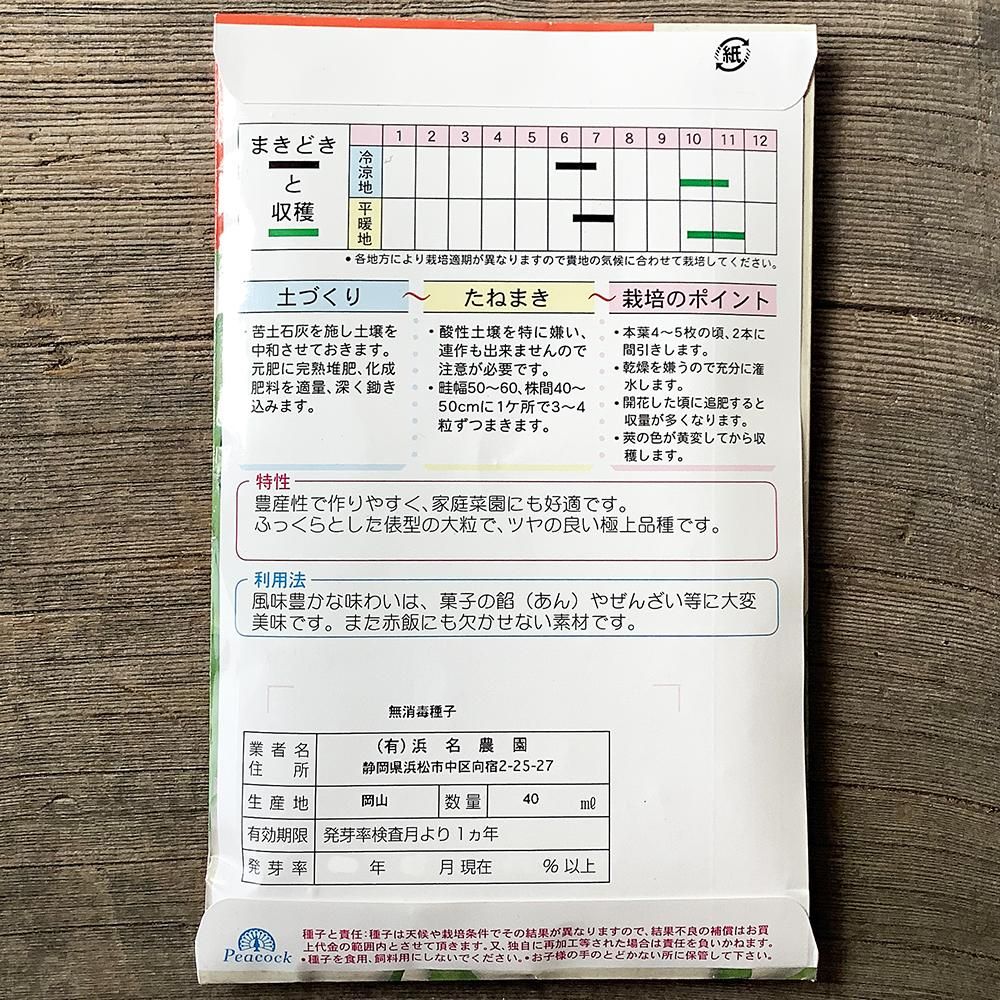 紙
まきどき
と
収穫
1 2 3 4 5 6 7 8 9 10 11 12
冷涼地
平暖地
•各地方により栽培適期が異なりますので貴地の気候に合わせて栽培してください。
土づくり 〜 たねまき 〜 栽培のポイント
・苦土石灰を施し土壌を
中和させておきます。
元肥に完熟堆肥、化成
肥料を適量、深く鋤き
込みます。
・酸性土壌を特に嫌い、
連作も出来ませんので
注意が必要です。
・畦幅50〜60、株間40〜
50cmに1ケ所で3〜4
粒ずつまきます。
•本葉4〜5枚の頃、2本に
間引きします。
•乾燥を嫌うので充分に潅
水します。
•開花した頃に追肥すると
収量が多くなります。
•莢の色が黄変してから収
穫します。
特性
豊産性で作りやすく、家庭菜園にも好適です。
ふっくらとした俵型の大粒で、ツヤの良い極上品種です。
利用法
風味豊かな味わいは、菓子の餡（あん）やぜんざい等に大変
美味です。また赤飯にも欠かせない素材です。
無消毒種子
業者名
住所
(有)浜名農園
静岡県浜松市中区向宿2-25-27
生産地 岡山 数量 40 ㎖
有効期限 発芽率検査月より1ヵ年
発芽率 年 月現在 %以上
Peacock
種子と責任:種子は天候や栽培条件でその結果が異なりますので、結果不良の補償はお買
上代金の範囲内とさせて頂きます。又、独自に再加工等された場合は責任を負いかねます。
•種子を食用、飼料用にしないでください。•お子様の手のとどかない所に保管して下さい。